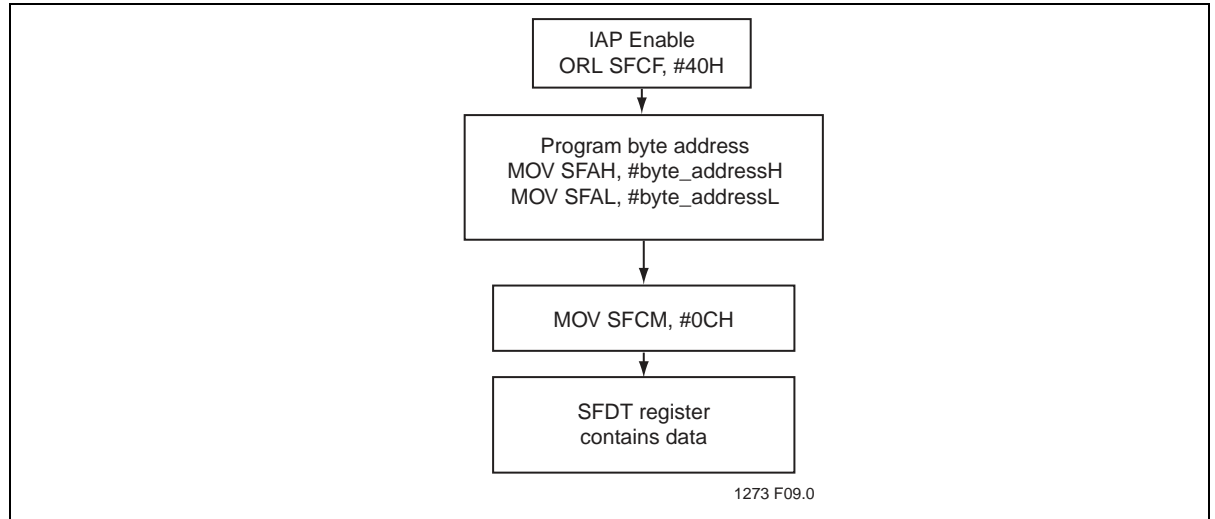 IAP Enable
ORL SFCF, #40H
Program byte address
MOV SFAH, #byte_addressH
MOV SFAL, #byte_addressL
MOV SFCM, #0CH
SFDT register
contains data
1273 F09.0